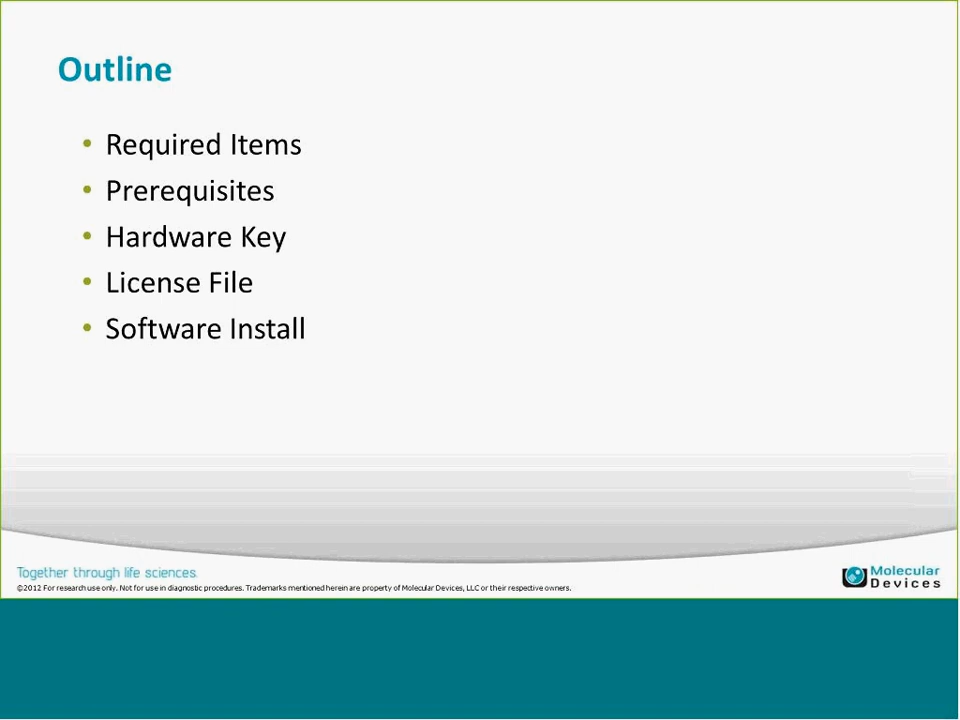 Outline
• Required Items
• Prerequisites
• Hardware Key
• License File
• Software Install
Together through life sciences.
©2012 For research use only. Not for use in diagnostic procedures. Trademarks mentioned herein are property of Molecular Devices, LLC or their respective owners.
Molecular
Devices